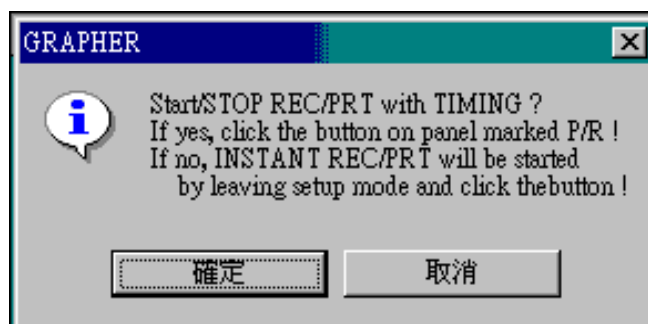 GRAPHER
Start/STOP REC/PRT with TIMING ?
If yes, click the button on panel marked P/R !
If no, INSTANT REC/PRT will be started
by leaving setup mode and click thebutton !
確定
取消